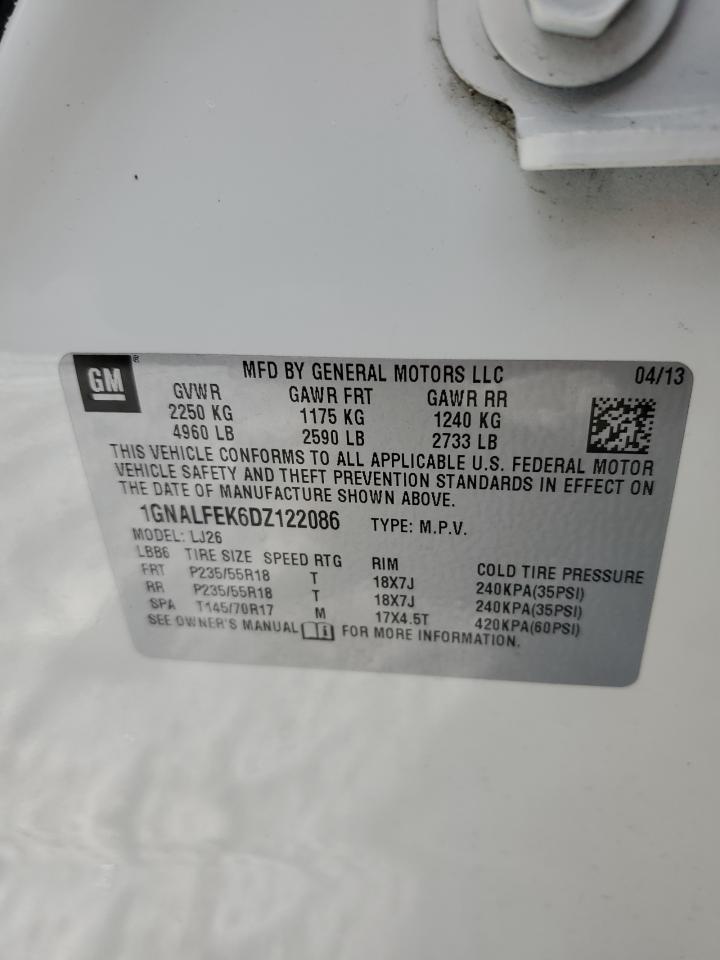 GM® MFD BY GENERAL MOTORS LLC 04/13
GVWR GAWR FRT GAWR RR
2250 KG 1175 KG 1240 KG
4960 LB 2590 LB 2733 LB
THIS VEHICLE CONFORMS TO ALL APPLICABLE U.S. FEDERAL MOTOR
VEHICLE SAFETY AND THEFT PREVENTION STANDARDS IN EFFECT ON
THE DATE OF MANUFACTURE SHOWN ABOVE.
1GNALFEK6DZ122086 TYPE: M.P.V.
MODEL: LJ26
LBB6 TIRE SIZE SPEED RTG RIM COLD TIRE PRESSURE
FRT P235/55R18 T 18X7J 240KPA(35PSI)
RR P235/55R18 T 18X7J 240KPA(35PSI)
SPA T145/70R17 M 17X4.5T 420KPA(60PSI)
SEE OWNER'S MANUAL FOR MORE INFORMATION.